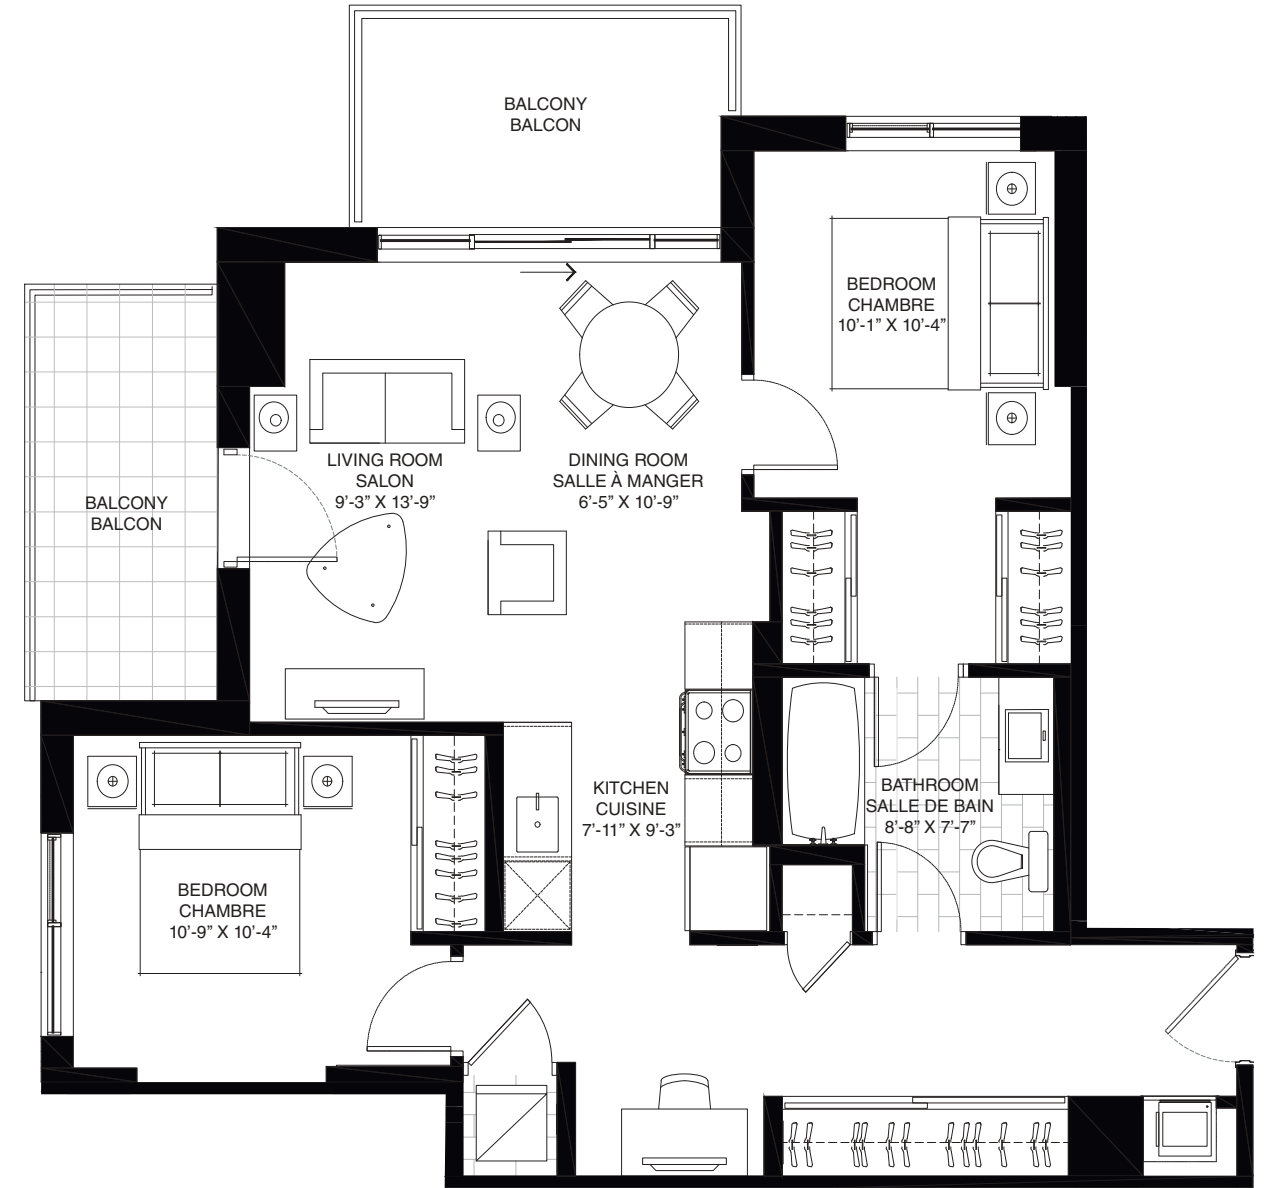 BALCONY
BALCON
BEDROOM
CHAMBRE
10’-1” X 10’-4”
LIVING ROOM
SALON
9’-3” X 13’-9”
DINING ROOM
SALLE À MANGER
6’-5” X 10’-9”
BALCONY
BALCON
KITCHEN
CUISINE
7’-11” X 9’-3”
BATHROOM
SALLE DE BAIN
8’-8” X 7’-7”
BEDROOM
CHAMBRE
10’-9” X 10’-4”